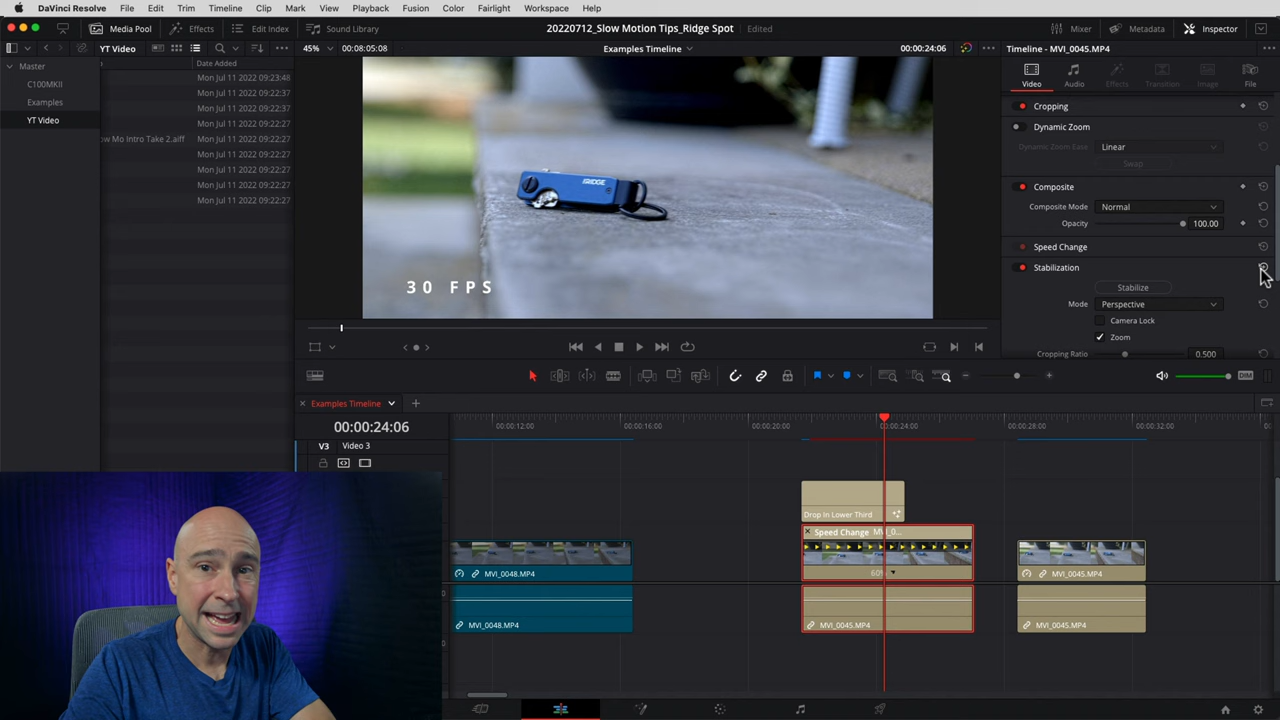 DaVinci Resolve File Edit Trim Timeline Clip Mark View Playback Fusion Color Fairlight Workspace Help
Media Pool Effects Edit Index Sound Library 20220712_Slow Motion Tips_Ridge Spot Edited Mixer Metadata Inspector
YT Video 45% 00:08:05:08 Examples Timeline 00:00:24:06 Timeline - MVI_0045.MP4
Master
C100MKII
Examples
YT Video
Date Added
Mon Jul 11 2022 09:23:48
Mon Jul 11 2022 09:22:37
Mon Jul 11 2022 09:22:37
Mon Jul 11 2022 09:22:37
ow Mo Intro Take 2.aiff Mon Jul 11 2022 09:22:27
Mon Jul 11 2022 09:22:27
Mon Jul 11 2022 09:22:27
Mon Jul 11 2022 09:22:27
Mon Jul 11 2022 09:22:27
RIDGE
30 FPS
Video Audio Effects Transition Image File
Cropping
Dynamic Zoom
Dynamic Zoom Ease Linear
Swap
Composite
Composite Mode Normal
Opacity 100.00
Speed Change
Stabilization
Stabilize
Mode Perspective
Camera Lock
Zoom
Cropping Ratio 0.500
DIM
Examples Timeline
00:00:24:06 00:00:12:00 00:00:16:00 00:00:20:00 00:00:24:00 00:00:28:00 00:00:32:00
V3 Video 3
Drop In Lower Third
Speed Change MVI_0...
MVI_0048.MP4 60% MVI_0045.MP4
MVI_0048.MP4 MVI_0045.MP4 MVI_0045.MP4